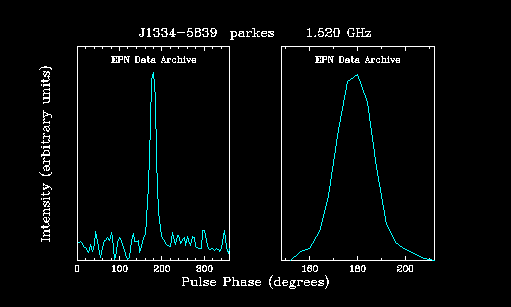 J1334-5839 parkes 1.520 GHz
EPN Data Archive EPN Data Archive
Intensity (arbitrary units)
0 100 200 300 160 180 200
Pulse Phase (degrees)